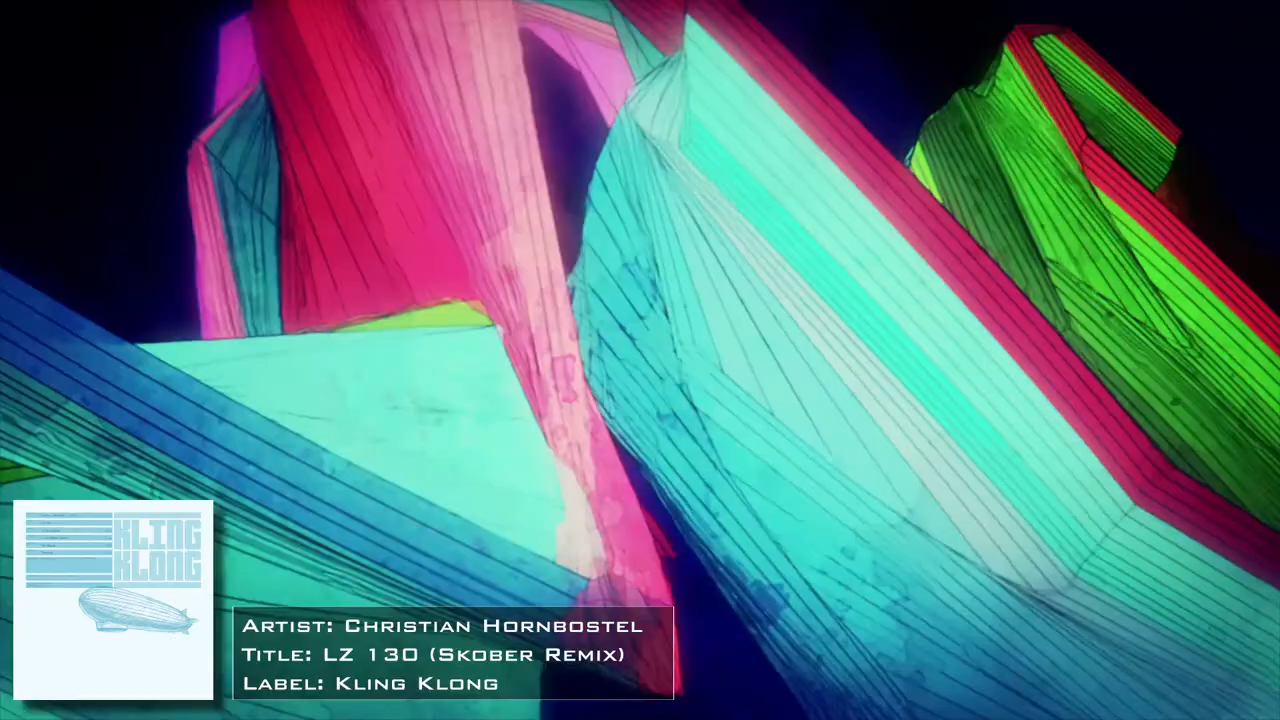 KLING
KLONG
Artist: Christian Hornbostel
Title: LZ 130 (Skober Remix)
Label: Kling Klong